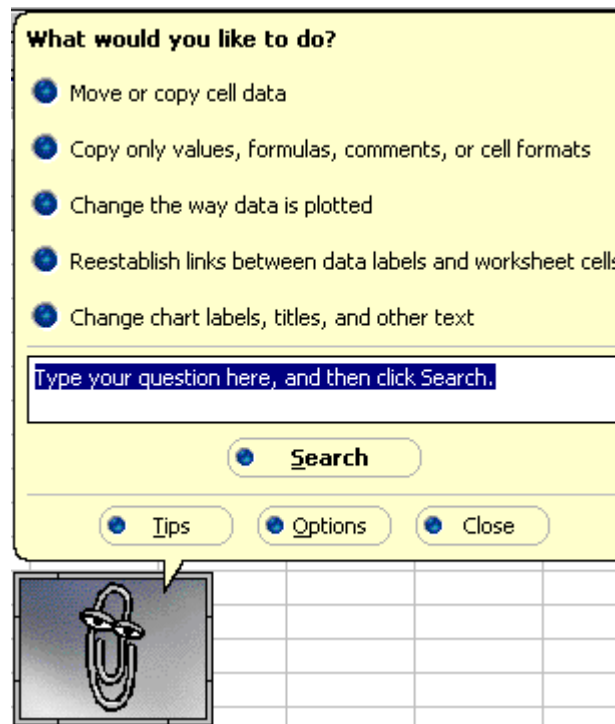 What would you like to do?
Move or copy cell data
Copy only values, formulas, comments, or cell formats
Change the way data is plotted
Reestablish links between data labels and worksheet cells
Change chart labels, titles, and other text
Type your question here, and then click Search.
Search
Tips
Options
Close